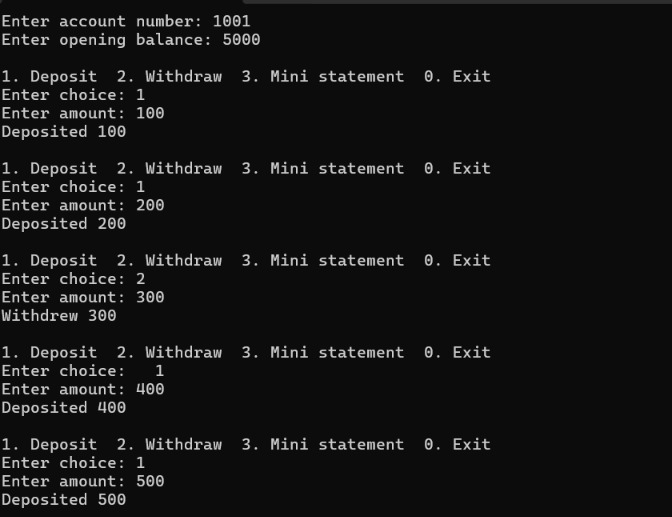 Enter account number: 1001
Enter opening balance: 5000
1. Deposit  2. Withdraw  3. Mini statement  0. Exit
Enter choice: 1
Enter amount: 100
Deposited 100
1. Deposit  2. Withdraw  3. Mini statement  0. Exit
Enter choice: 1
Enter amount: 200
Deposited 200
1. Deposit  2. Withdraw  3. Mini statement  0. Exit
Enter choice: 2
Enter amount: 300
Withdrew 300
1. Deposit  2. Withdraw  3. Mini statement  0. Exit
Enter choice:   1
Enter amount: 400
Deposited 400
1. Deposit  2. Withdraw  3. Mini statement  0. Exit
Enter choice: 1
Enter amount: 500
Deposited 500